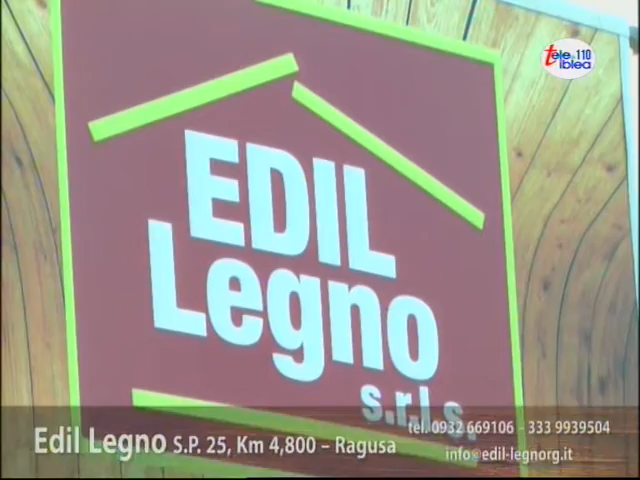 tele 110
iblea
EDIL
Legno
s.r.l s.
tel. 0932 669106 - 333 9939504
Edil Legno S.P. 25, Km 4,800 – Ragusa
info@edil-legnorg.it